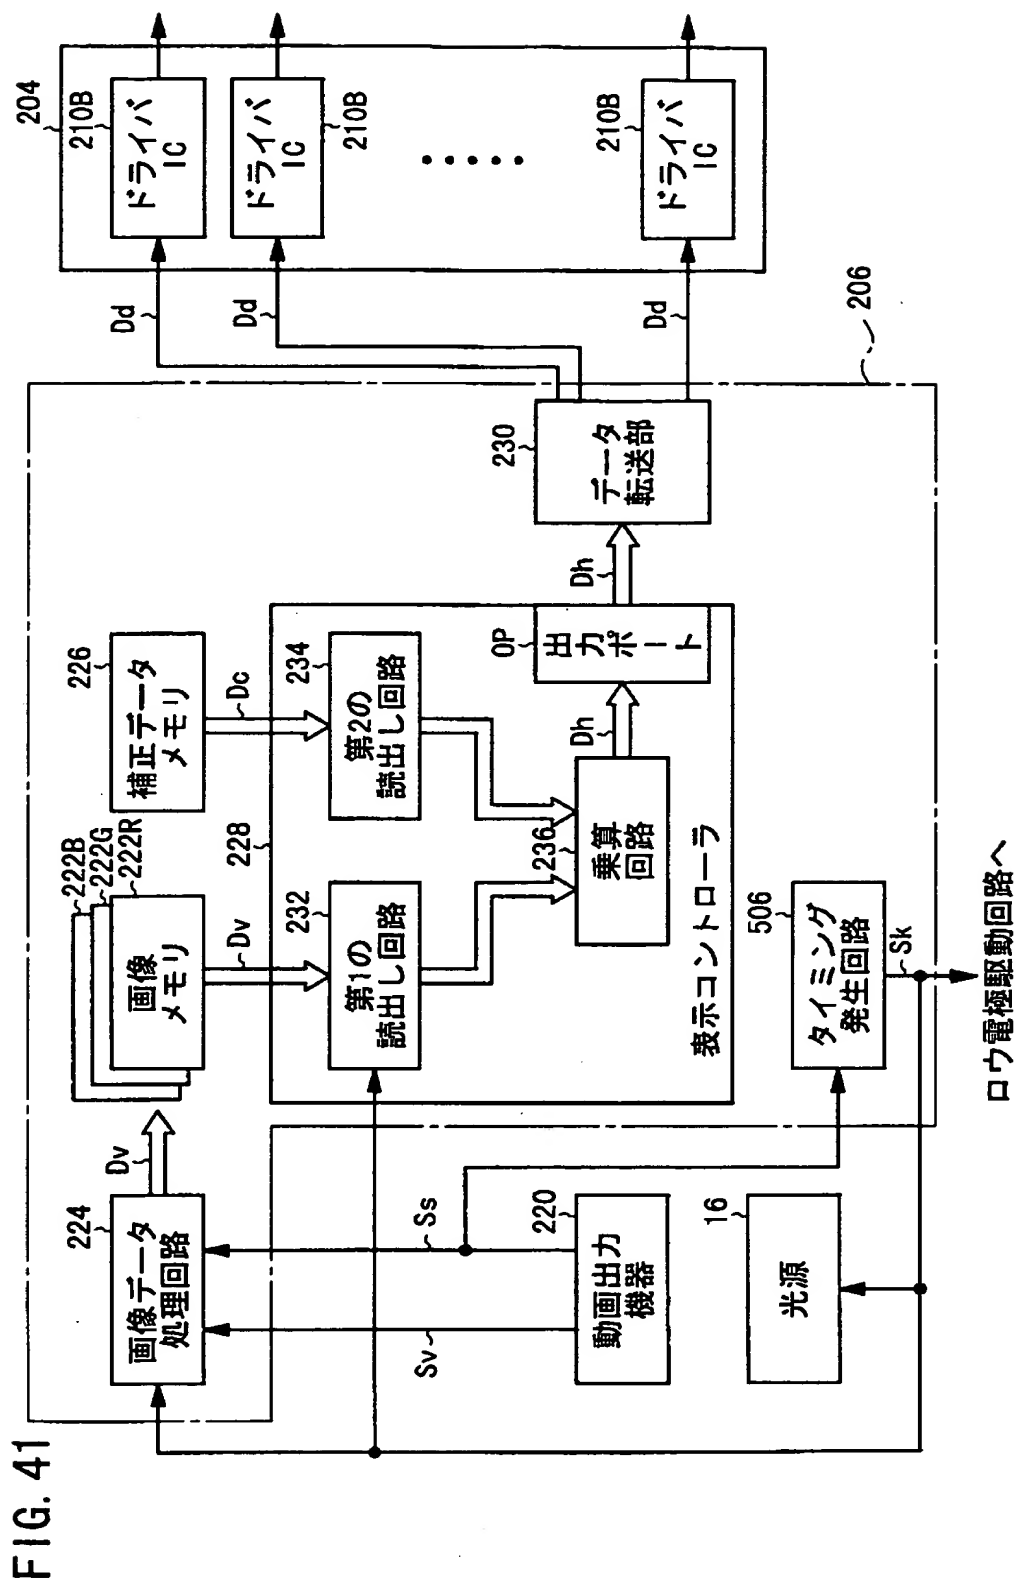 FIG. 41
224
画像データ
処理回路
Dv
222B
222G
222R
画像
メモリ
226
補正データ
メモリ
Dv
Dc
228
232
第1の
読出し回路
234
第2の
読出し回路
236
乗算
回路
Dh
OP
出力ポート
Dh
表示コントローラ
230
データ
転送部
Dd
Dd
Dd
204
210B
ドライバ
IC
210B
ドライバ
IC
210B
ドライバ
IC
206
Sv
Ss
220
動画出力
機器
16
光源
506
タイミング
発生回路
Sk
ロウ電極駆動回路へ